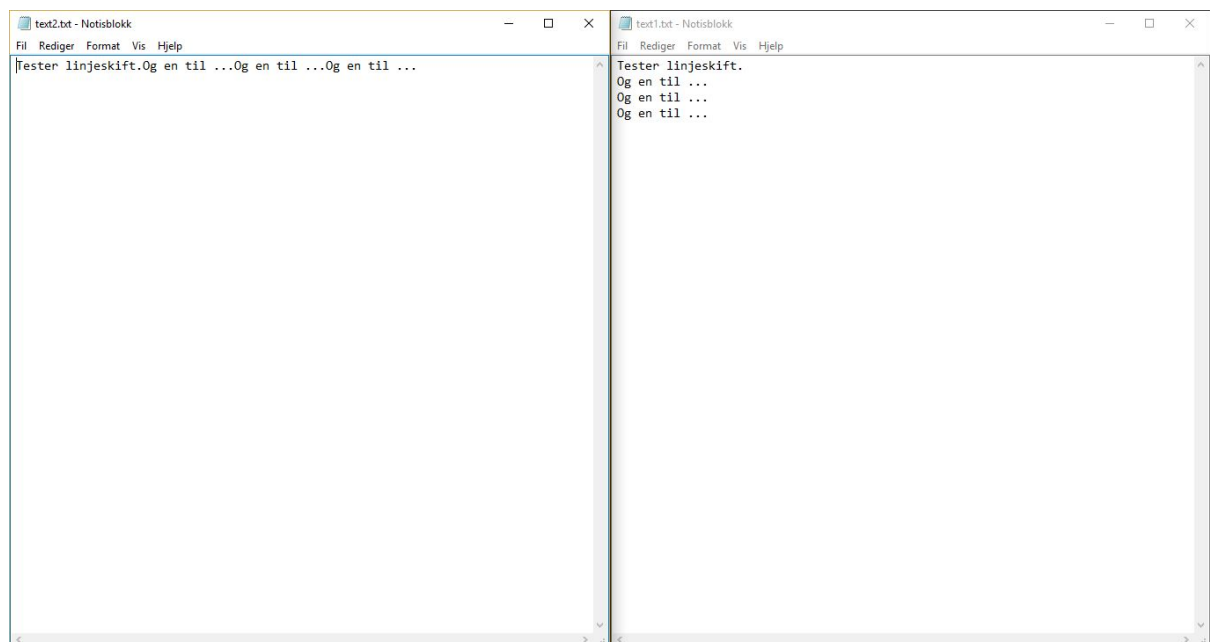 text2.txt - Notisblokk
Fil Rediger Format Vis Hjelp
Tester linjeskift.Og en til ...Og en til ...Og en til ...
text1.txt - Notisblokk
Fil Rediger Format Vis Hjelp
Tester linjeskift.
Og en til ...
Og en til ...
Og en til ...